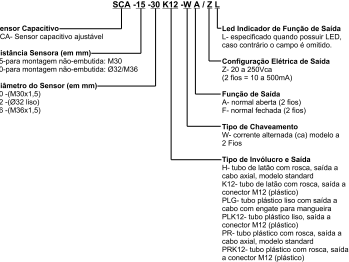 SCA -15 -30 K12 -W A / Z L
ensor Capacitivo
CA- Sensor capacitivo ajustável
istância Sensora (em mm)
5-para montagem não-embutida: M30
0-para montagem não-embutida: Ø32/M36
iâmetro do Sensor (em mm)
0 -(M30x1,5)
2 -(Ø32 liso)
6 -(M36x1,5)
Led Indicador de Função de Saída
L- especificado quando possuir LED,
caso contrário o campo é omitido.
Configuração Elétrica de Saída
Z- 20 a 250Vca
(2 fios = 10 a 500mA)
Função de Saída
A- normal aberta (2 fios)
F- normal fechada (2 fios)
Tipo de Chaveamento
W- corrente alternada (ca) modelo a
2 Fios
Tipo de Invólucro e Saída
H- tubo de latão com rosca, saída a
cabo axial, modelo standard
K12- tubo de latão com rosca, saída a
conector M12 (plástico)
PLG- tubo plástico liso com saída a
cabo com engate para mangueira
PLK12- tubo plástico liso, saída a
conector M12 (plástico)
PR- tubo plástico com rosca, saída a
cabo axial, modelo standard
PRK12- tubo plástico com rosca, saída
a conector M12 (plástico)